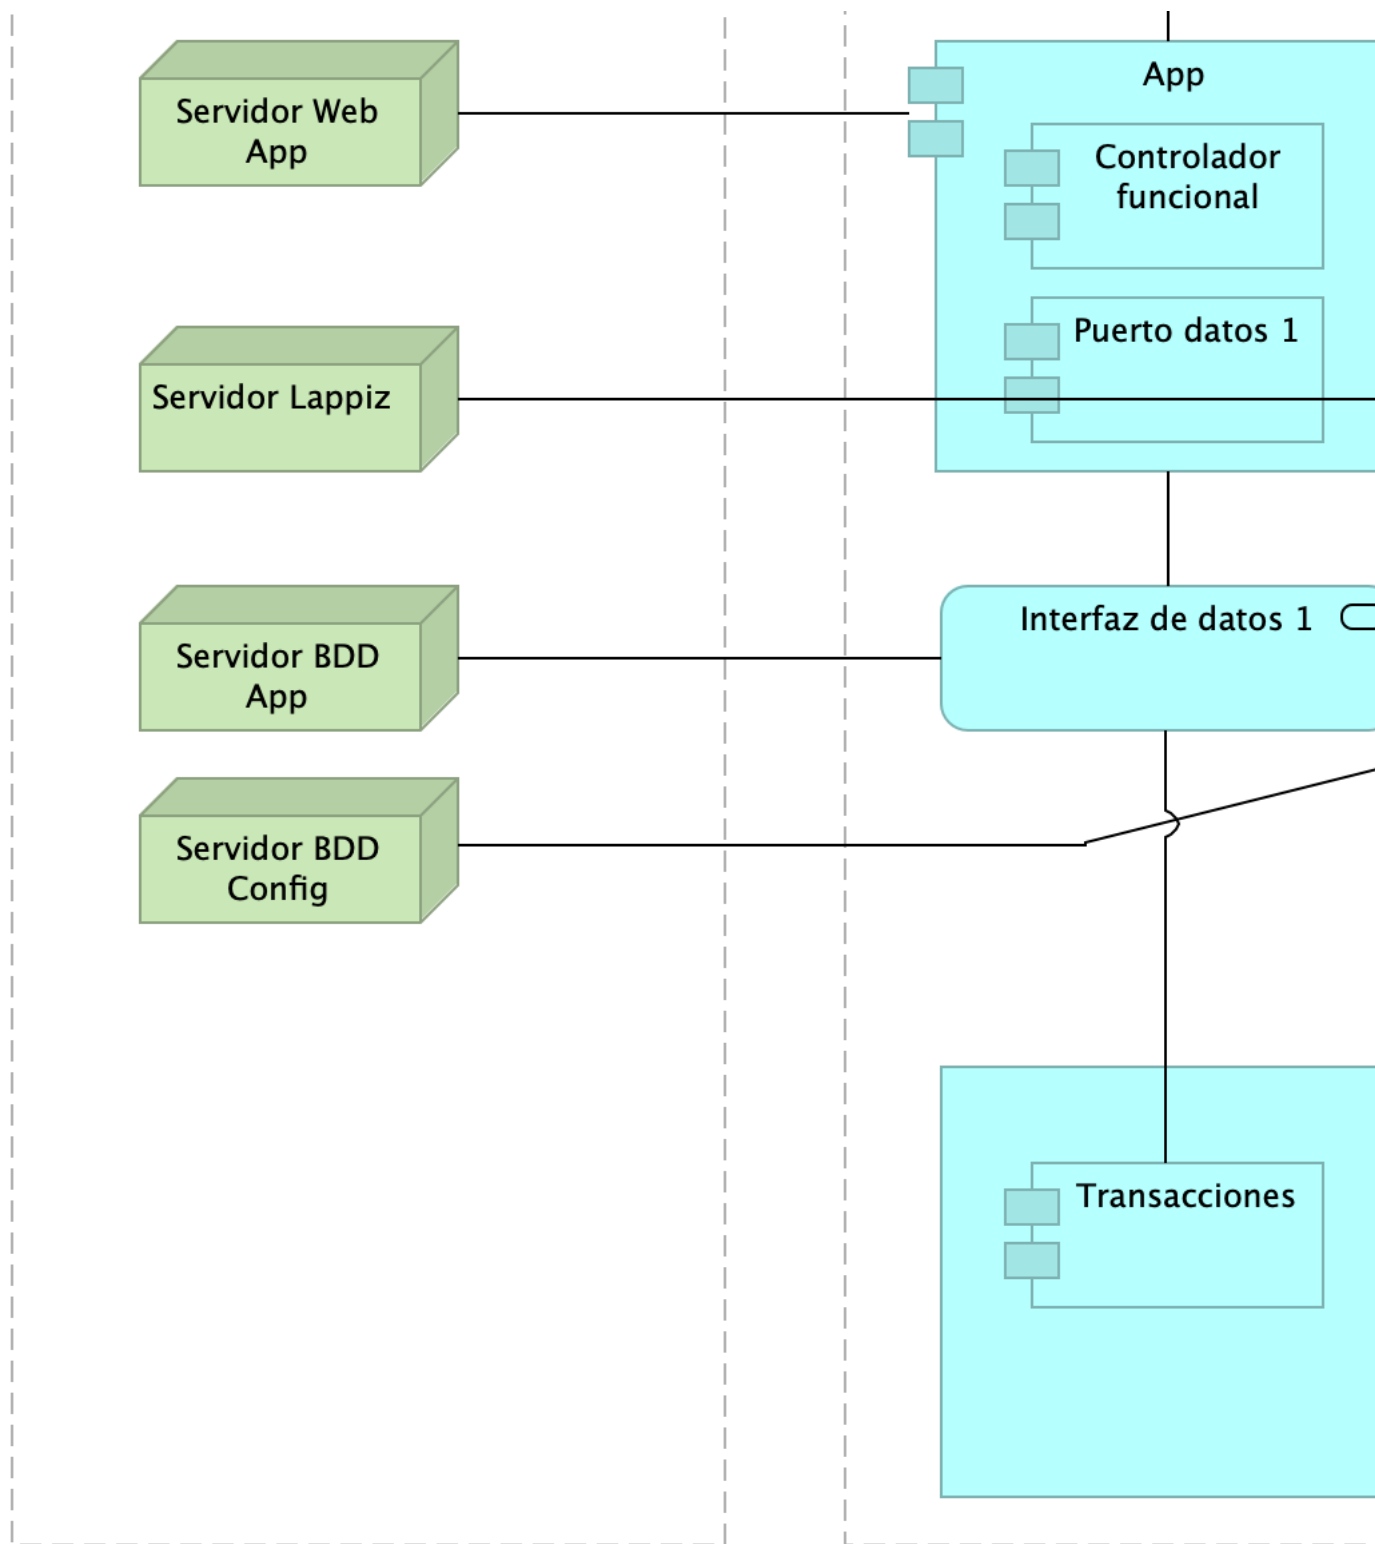 Servidor Web
App
Servidor Lappiz
Servidor BDD
App
Servidor BDD
Config
App
Controlador
funcional
Puerto datos 1
Interfaz de datos 1
Transacciones